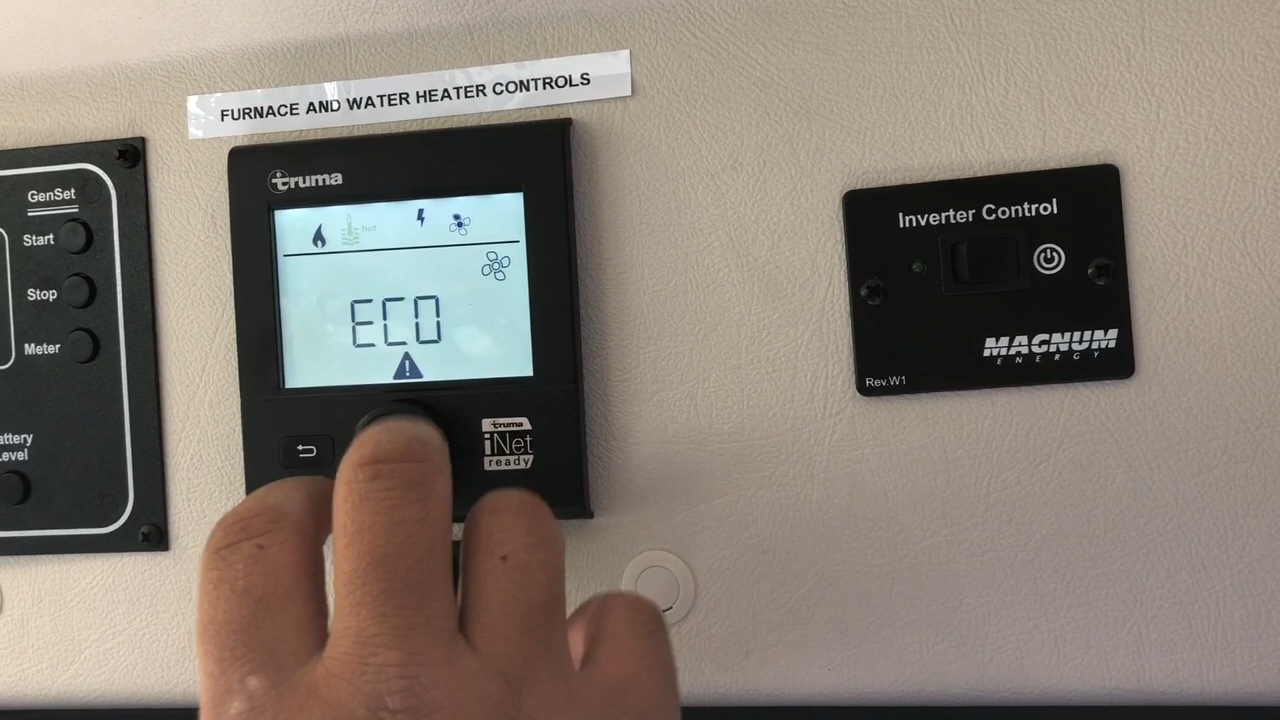 FURNACE AND WATER HEATER CONTROLS
GenSet
Start
Stop
Meter
attery
Level
truma
hot
ECO
truma
iNet
ready
Inverter Control
MAGNUM
ENERGY
Rev.W1